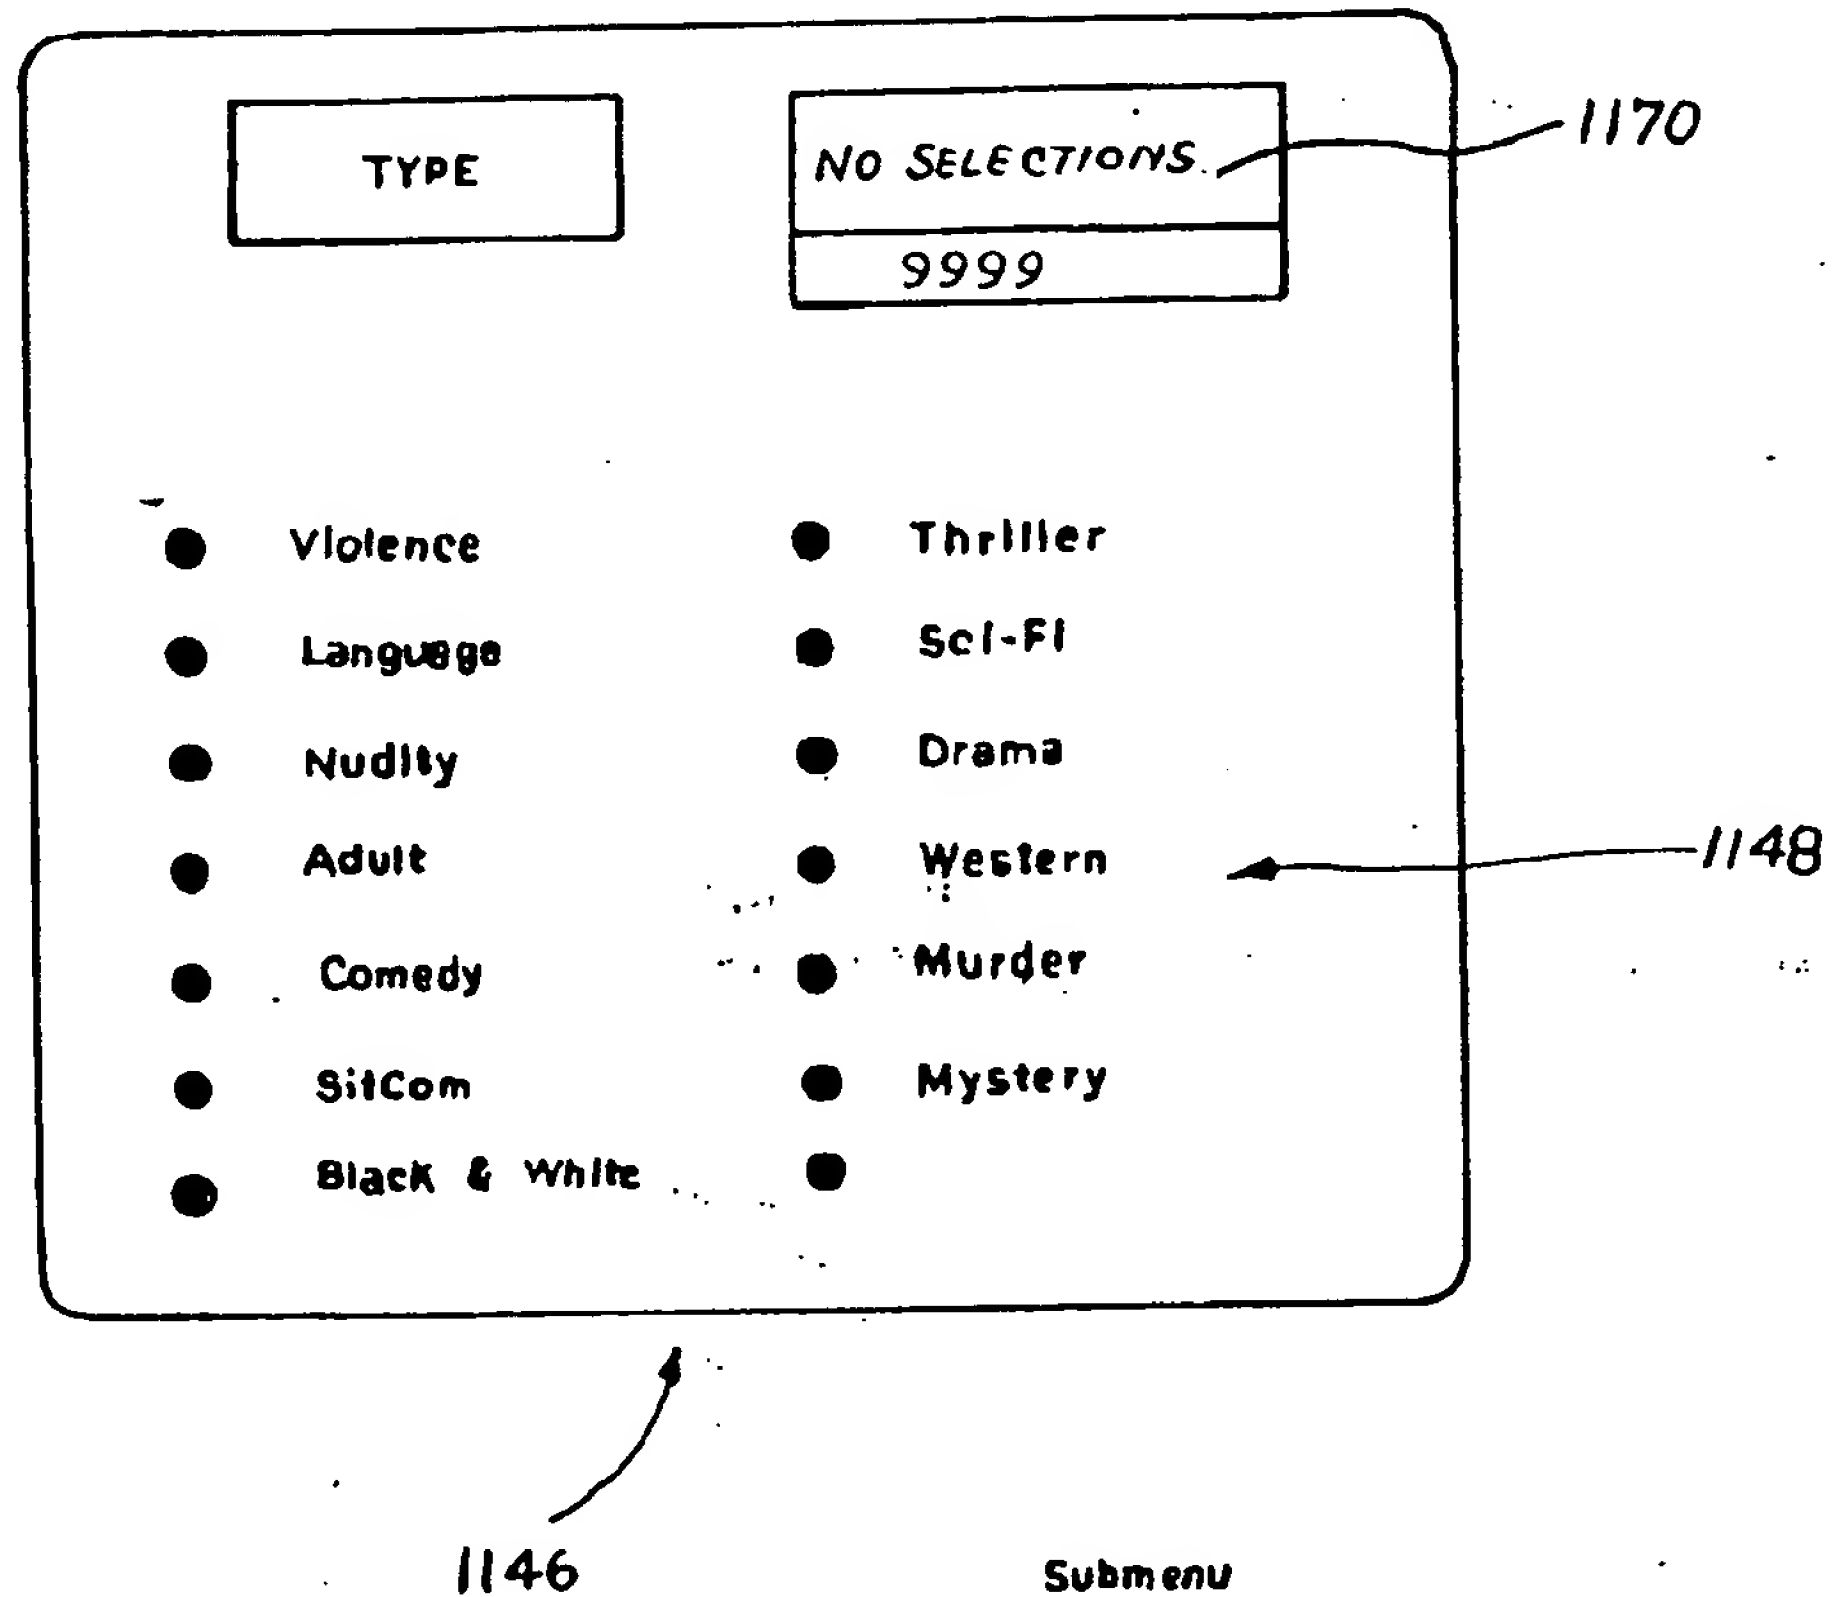 TYPE
NO SELECTIONS
1170
9999
Violence
Thriller
Language
Sci-Fi
Nudity
Drama
Adult
Western
1148
Comedy
Murder
SitCom
Mystery
Black & White
1146
Submenu